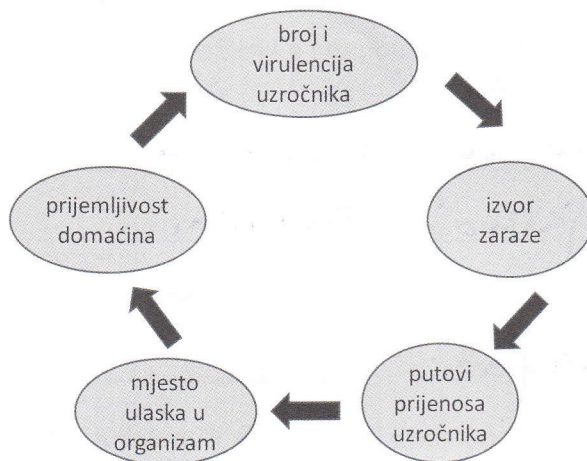 broj i
virulencija
uzročnika
izvor
zaraze
putovi
prijenosa
uzročnika
mjesto
ulaska u
organizam
prijemljivost
domaćina